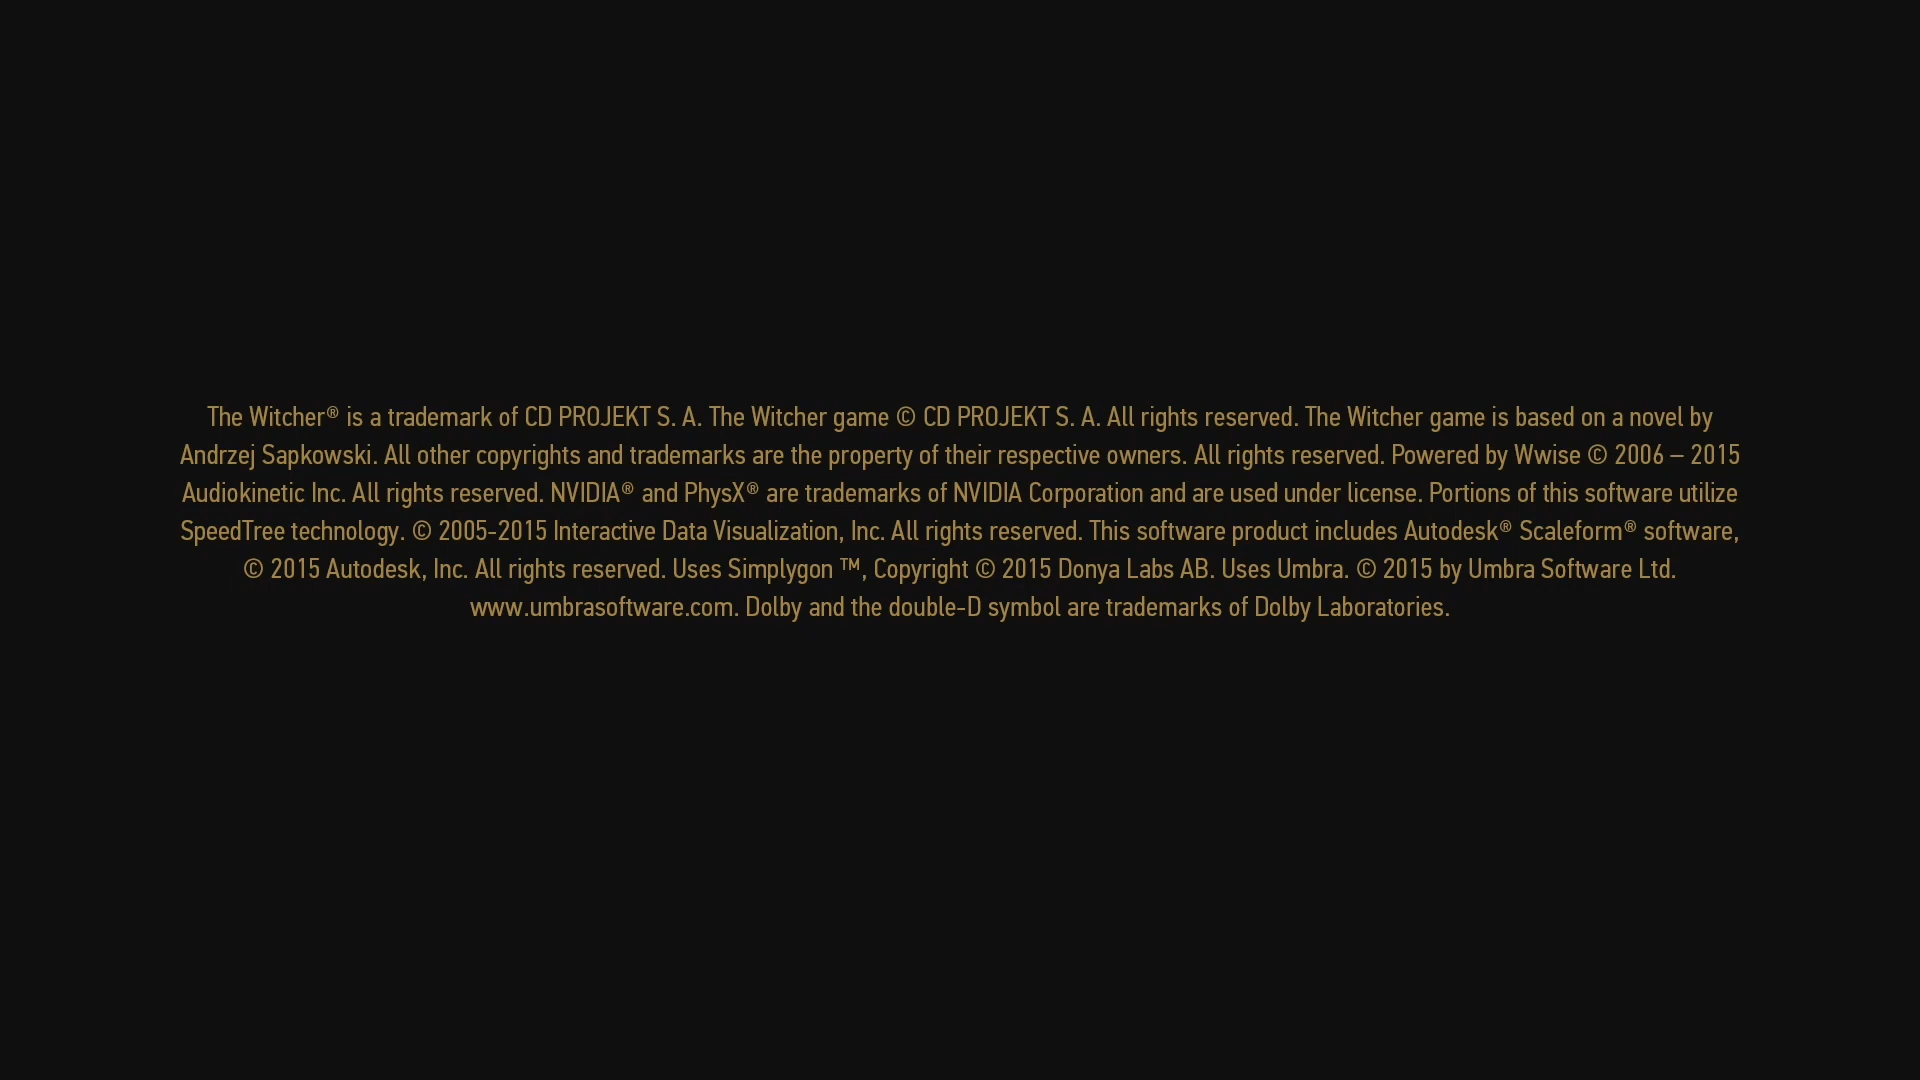 The Witcher® is a trademark of CD PROJEKT S. A. The Witcher game © CD PROJEKT S. A. All rights reserved. The Witcher game is based on a novel by
Andrzej Sapkowski. All other copyrights and trademarks are the property of their respective owners. All rights reserved. Powered by Wwise © 2006 – 2015
Audiokinetic Inc. All rights reserved. NVIDIA® and PhysX® are trademarks of NVIDIA Corporation and are used under license. Portions of this software utilize
SpeedTree technology. © 2005-2015 Interactive Data Visualization, Inc. All rights reserved. This software product includes Autodesk® Scaleform® software,
© 2015 Autodesk, Inc. All rights reserved. Uses Simplygon ™, Copyright © 2015 Donya Labs AB. Uses Umbra. © 2015 by Umbra Software Ltd.
www.umbrasoftware.com. Dolby and the double-D symbol are trademarks of Dolby Laboratories.